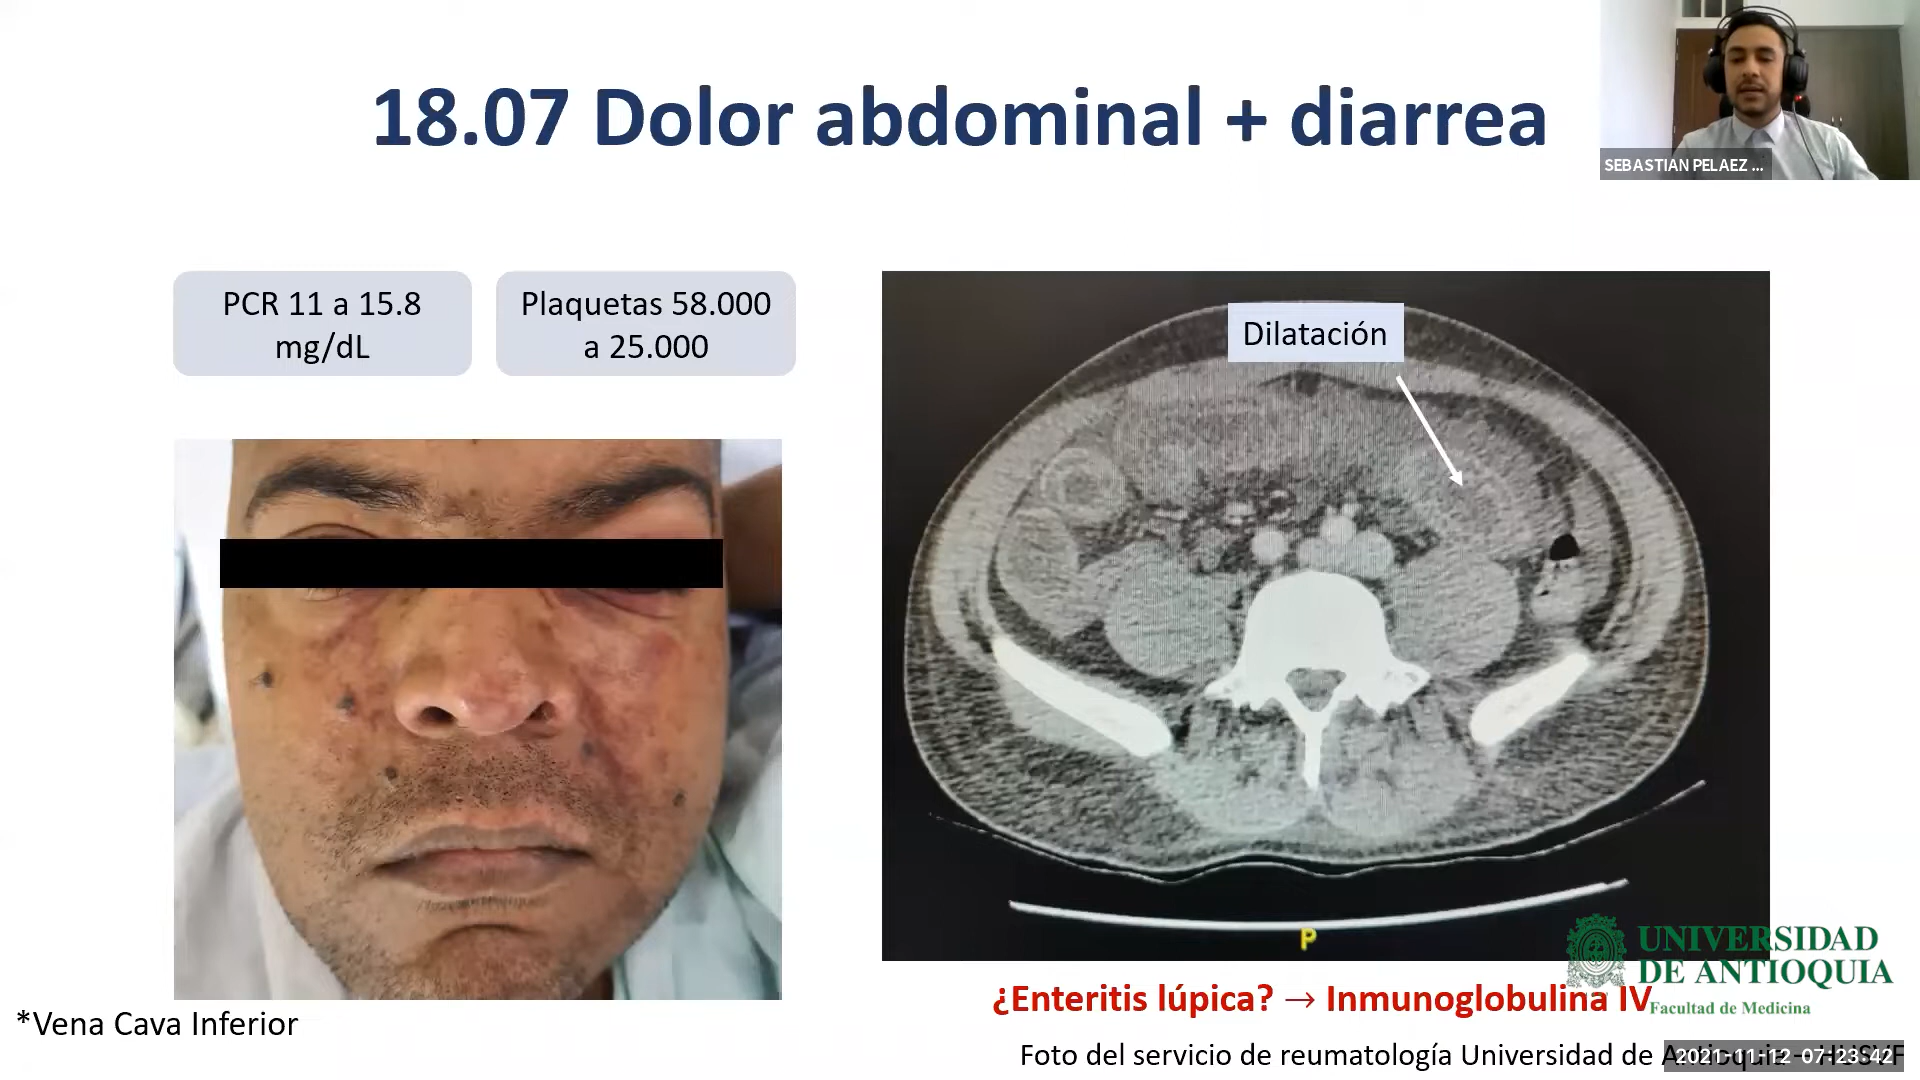 18.07 Dolor abdominal + diarrea
SEBASTIAN PELAEZ ...
PCR 11 a 15.8
mg/dL
Plaquetas 58.000
a 25.000
Dilatación
P
UNIVERSIDAD
DE ANTIOQUIA
Facultad de Medicina
¿Enteritis lúpica? → Inmunoglobulina IV
*Vena Cava Inferior
Foto del servicio de reumatología Universidad de Antioquia – HUSVF
2021-11-12 07:23:42